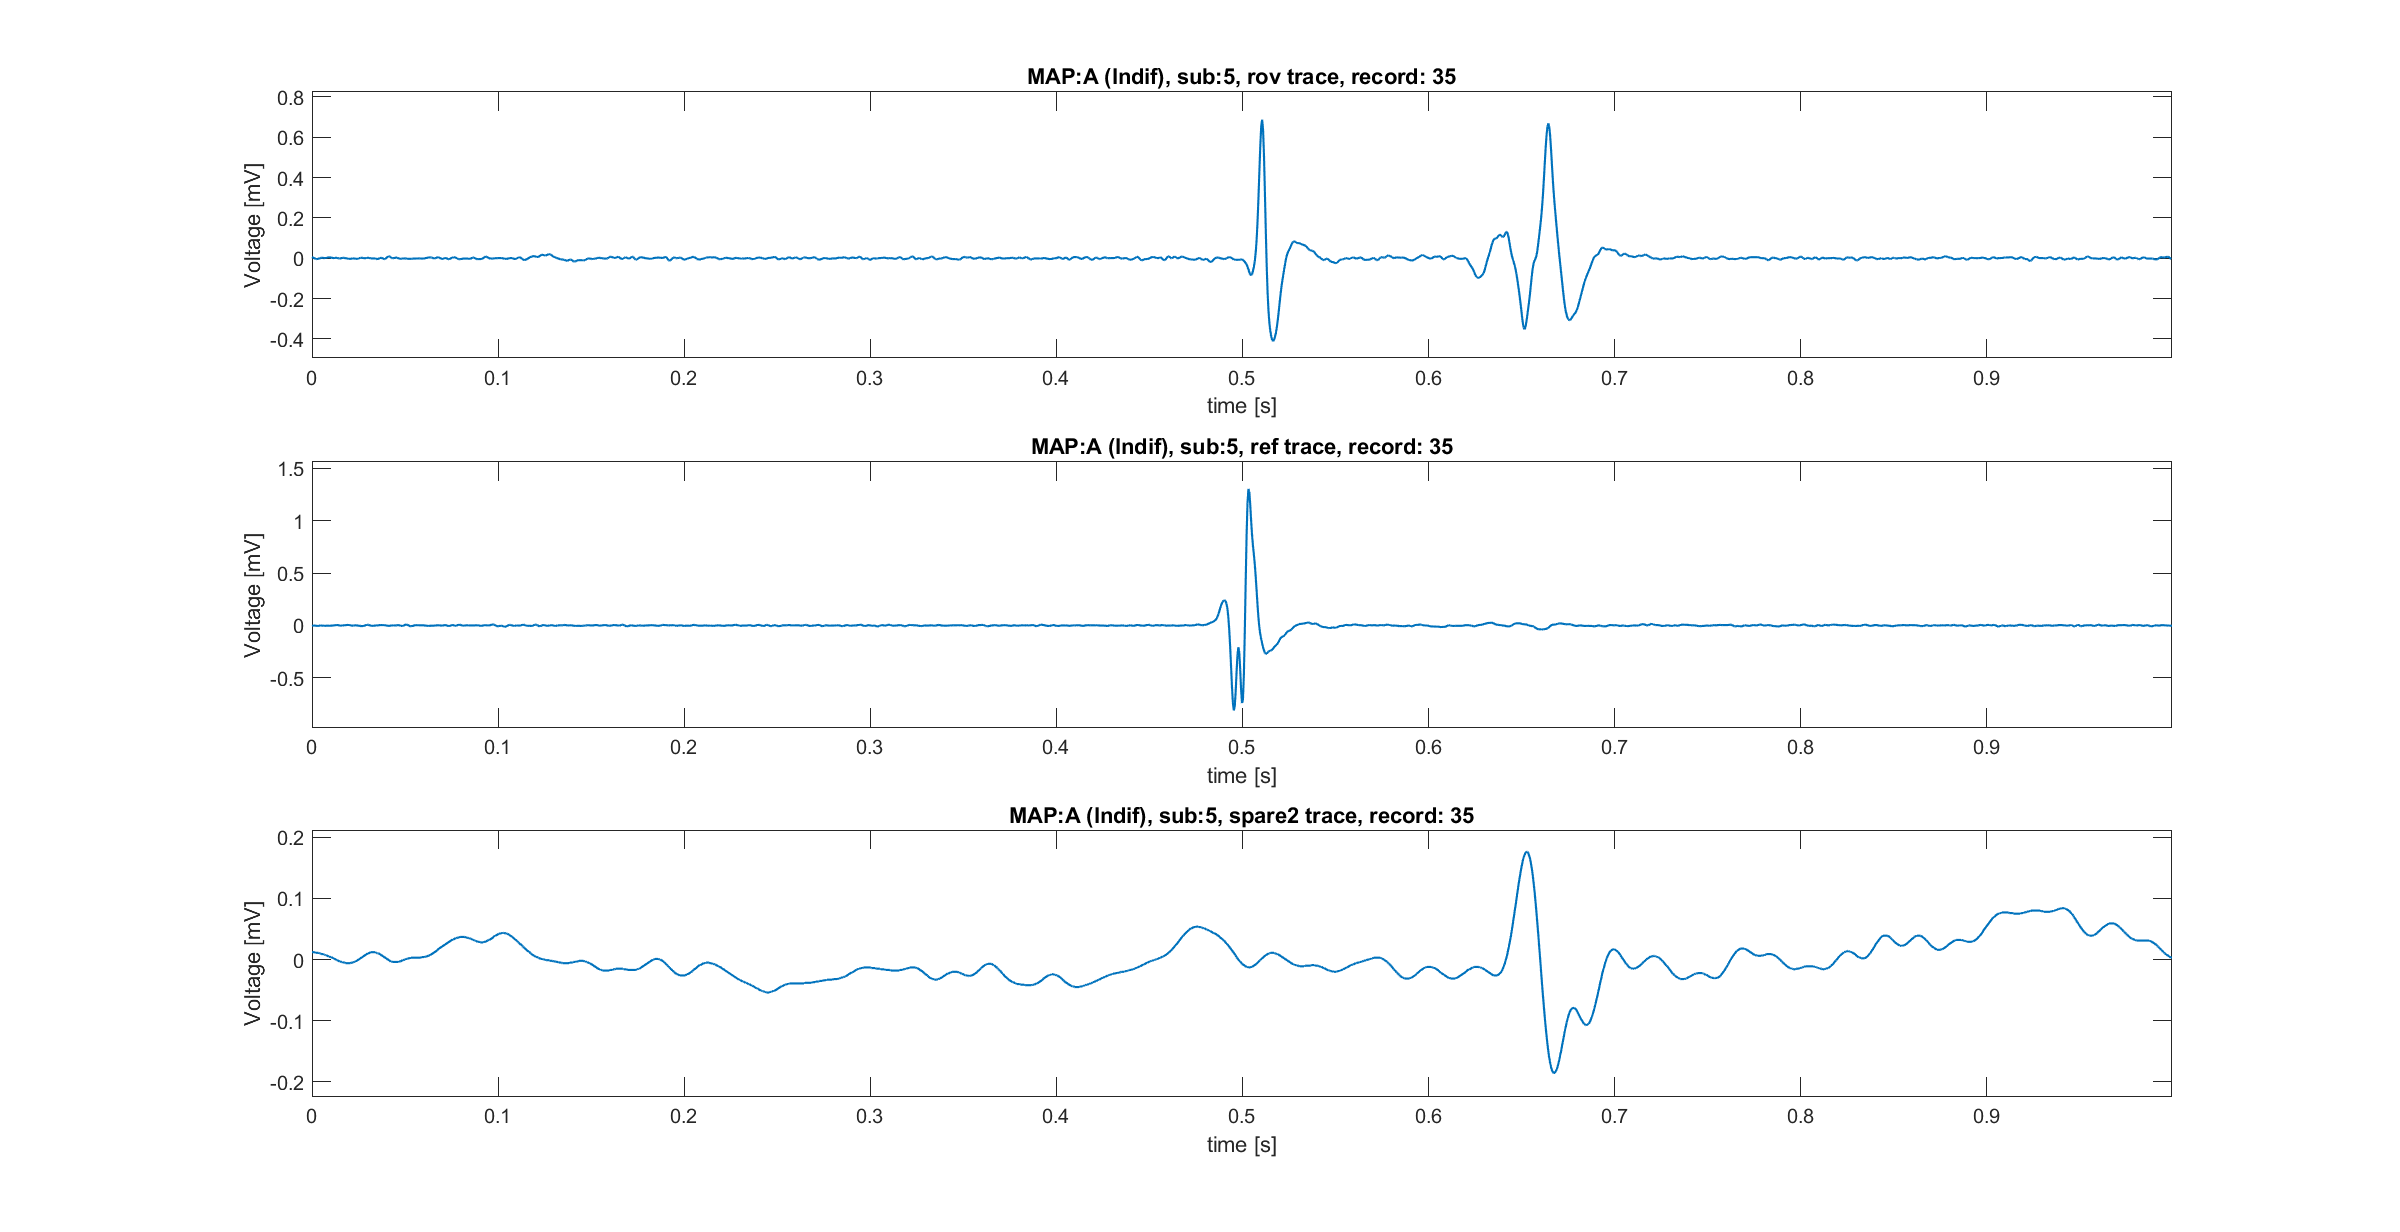 MAP:A (Indif), sub:5, rov trace, record: 35
0.8
0.6
0.4
0.2
0
-0.2
-0.4
Voltage [mV]
0 0.1 0.2 0.3 0.4 0.5 0.6 0.7 0.8 0.9
time [s]
MAP:A (Indif), sub:5, ref trace, record: 35
1.5
1
0.5
0
-0.5
Voltage [mV]
0 0.1 0.2 0.3 0.4 0.5 0.6 0.7 0.8 0.9
time [s]
MAP:A (Indif), sub:5, spare2 trace, record: 35
0.2
0.1
0
-0.1
-0.2
Voltage [mV]
0 0.1 0.2 0.3 0.4 0.5 0.6 0.7 0.8 0.9
time [s]